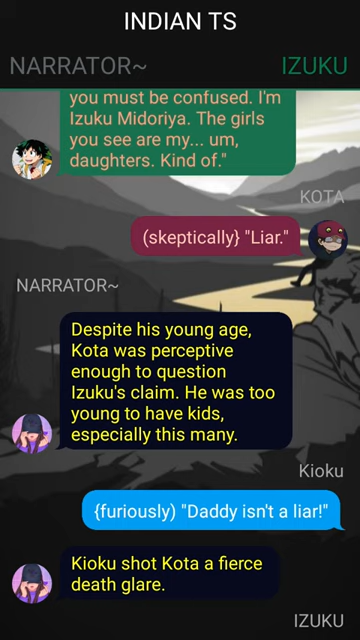 INDIAN TS
NARRATOR~ IZUKU
you must be confused. I'm
Izuku Midoriya. The girls
you see are my... um,
daughters. Kind of."
KOTA
(skeptically} "Liar."
NARRATOR~
Despite his young age,
Kota was perceptive
enough to question
Izuku's claim. He was too
young to have kids,
especially this many.
Kioku
{furiously) "Daddy isn't a liar!"
Kioku shot Kota a fierce
death glare.
IZUKU